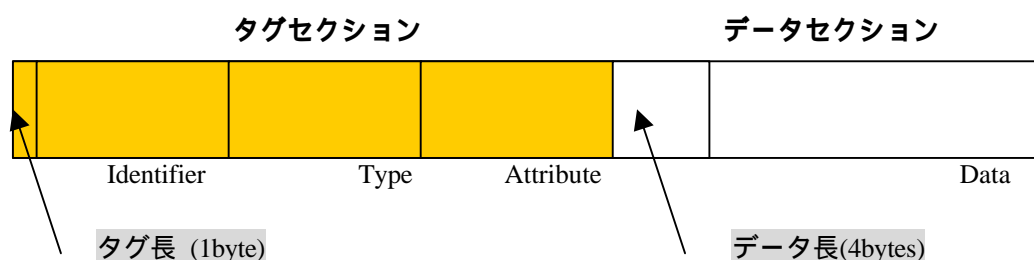 タグセクション データセクション
Identifier Type Attribute Data
タグ長 (1byte) データ長(4bytes)